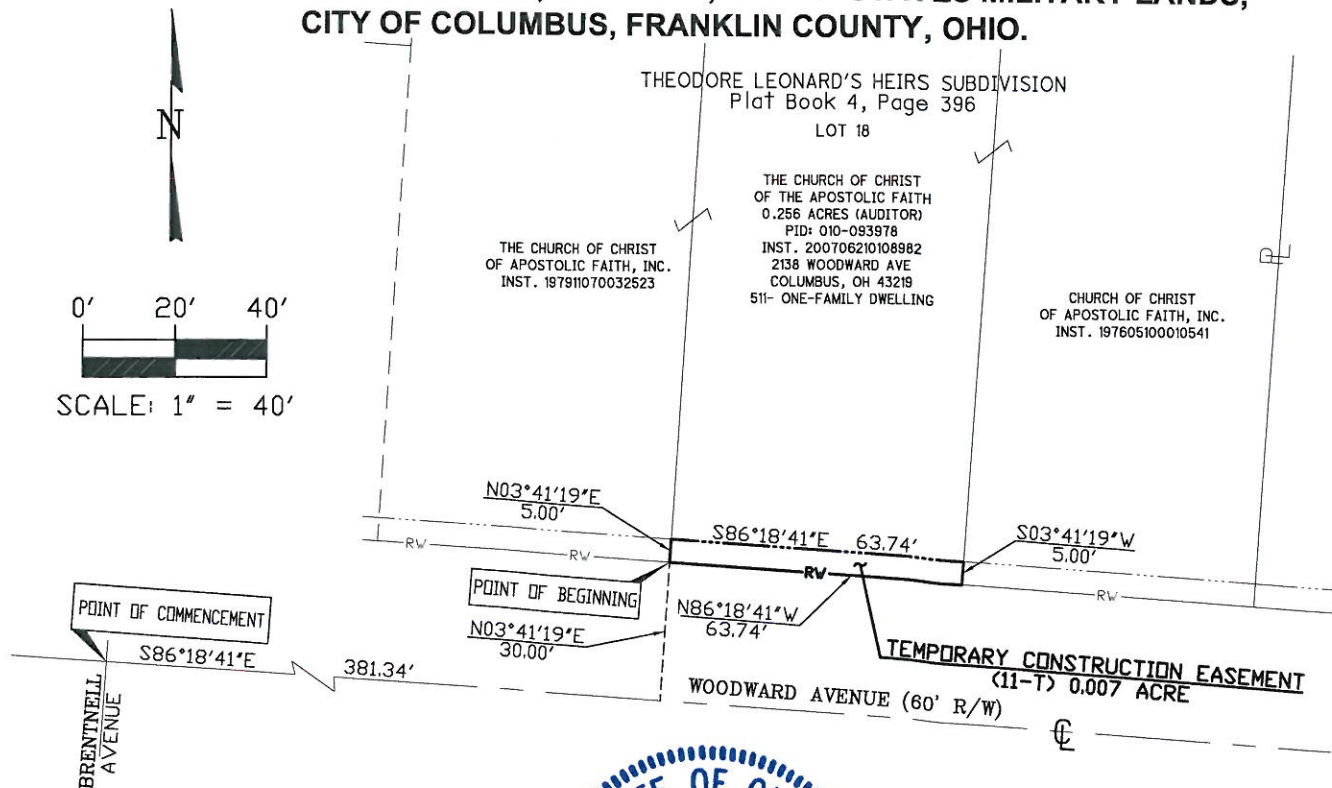 CITY OF COLUMBUS, FRANKLIN COUNTY, OHIO.
THEODORE LEONARD'S HEIRS SUBDIVISION
Plat Book 4, Page 396
LOT 18
N
THE CHURCH OF CHRIST
OF THE APOSTOLIC FAITH
0.256 ACRES (AUDITOR)
PID: 010-093978
INST. 200706210108982
2138 WOODWARD AVE
COLUMBUS, OH 43219
511- ONE-FAMILY DWELLING
THE CHURCH OF CHRIST
OF APOSTOLIC FAITH, INC.
INST. 197911070032523
PL
CHURCH OF CHRIST
OF APOSTOLIC FAITH, INC.
INST. 197605100010541
0' 20' 40'
SCALE: 1" = 40'
N03°41'19"E
5.00'
S86°18'41"E 63.74'
S03°41'19"W
5.00'
RW
RW
RW
RW
POINT OF BEGINNING
N86°18'41"W
63.74'
POINT OF COMMENCEMENT
N03°41'19"E
30.00'
S86°18'41"E
381.34'
TEMPORARY CONSTRUCTION EASEMENT
(11-T) 0.007 ACRE
WOODWARD AVENUE (60' R/W)
CL
BRENTNELL
AVENUE
OF